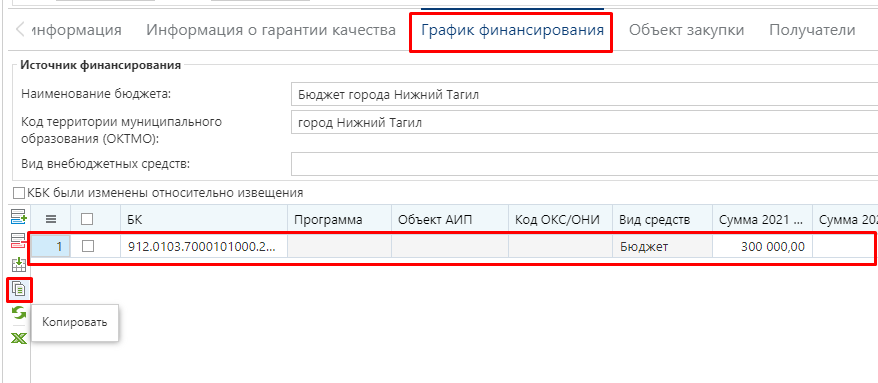 информация Информация о гарантии качества График финансирования Объект закупки Получатели
Источник финансирования
Наименование бюджета: Бюджет города Нижний Тагил
Код территории муниципального
образования (ОКТМО): город Нижний Тагил
Вид внебюджетных средств:
КБК были изменены относительно извещения
БК Программа Объект АИП Код ОКС/ОНИ Вид средств Сумма 2021 ... Сумма 202
1 912.0103.7000101000.2... Бюджет 300 000,00
Копировать